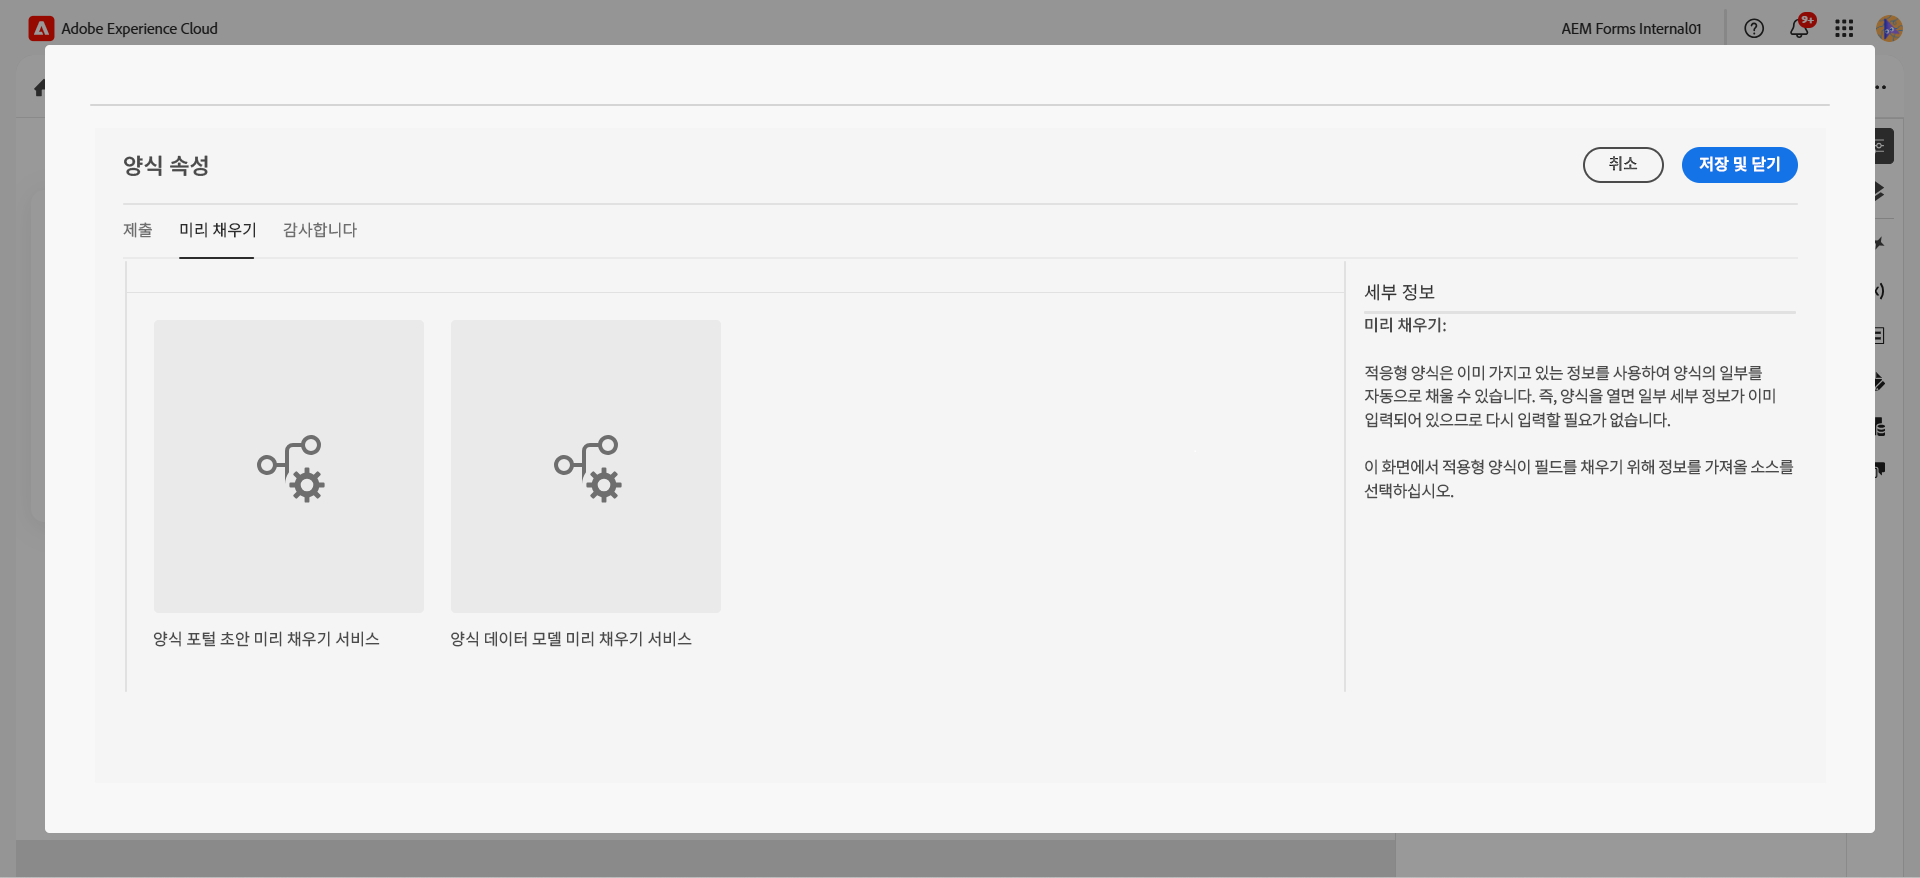 Adobe Experience Cloud
AEM Forms Internal01
9+
양식 속성
취소
저장 및 닫기
제출
미리 채우기
감사합니다
세부 정보
미리 채우기:
적응형 양식은 이미 가지고 있는 정보를 사용하여 양식의 일부를
자동으로 채울 수 있습니다. 즉, 양식을 열면 일부 세부 정보가 이미
입력되어 있으므로 다시 입력할 필요가 없습니다.
이 화면에서 적용형 양식이 필드를 채우기 위해 정보를 가져올 소스를
선택하십시오.
양식 포털 초안 미리 채우기 서비스
양식 데이터 모델 미리 채우기 서비스